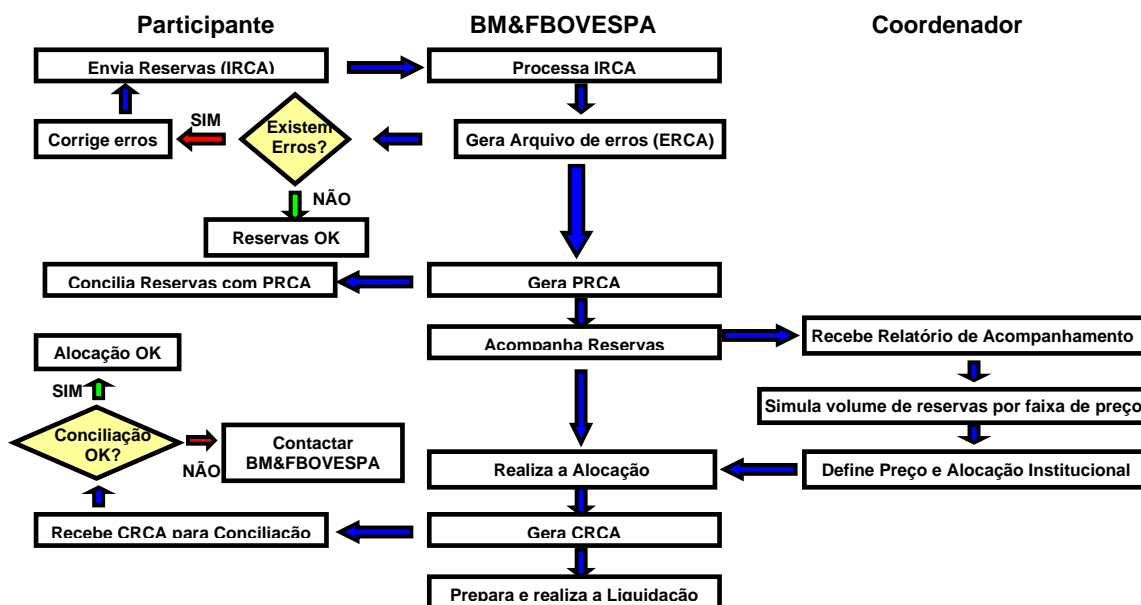 Participante
BM&FBOVESPA
Coordenador
Envia Reservas (IRCA)
Processa IRCA
SIM
Corrige erros
Existem
Erros?
Gera Arquivo de erros (ERCA)
NÃO
Reservas OK
Concilia Reservas com PRCA
Gera PRCA
Acompanha Reservas
Recebe Relatório de Acompanhamento
Alocação OK
SIM
Simula volume de reservas por faixa de preço
Conciliação
OK?
NÃO
Contactar
BM&FBOVESPA
Realiza a Alocação
Define Preço e Alocação Institucional
Recebe CRCA para Conciliação
Gera CRCA
Prepara e realiza a Liquidação